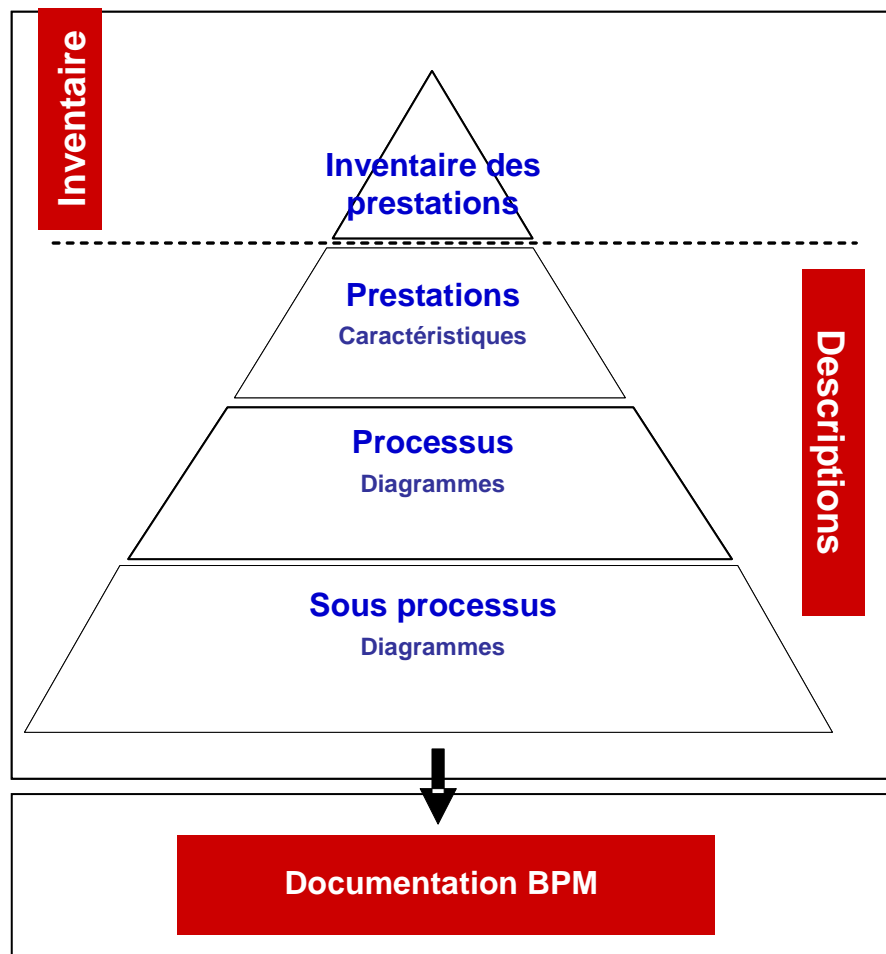 Inventaire
Inventaire des
prestations
Prestations
Caractéristiques
Descriptions
Processus
Diagrammes
Sous processus
Diagrammes
Documentation BPM